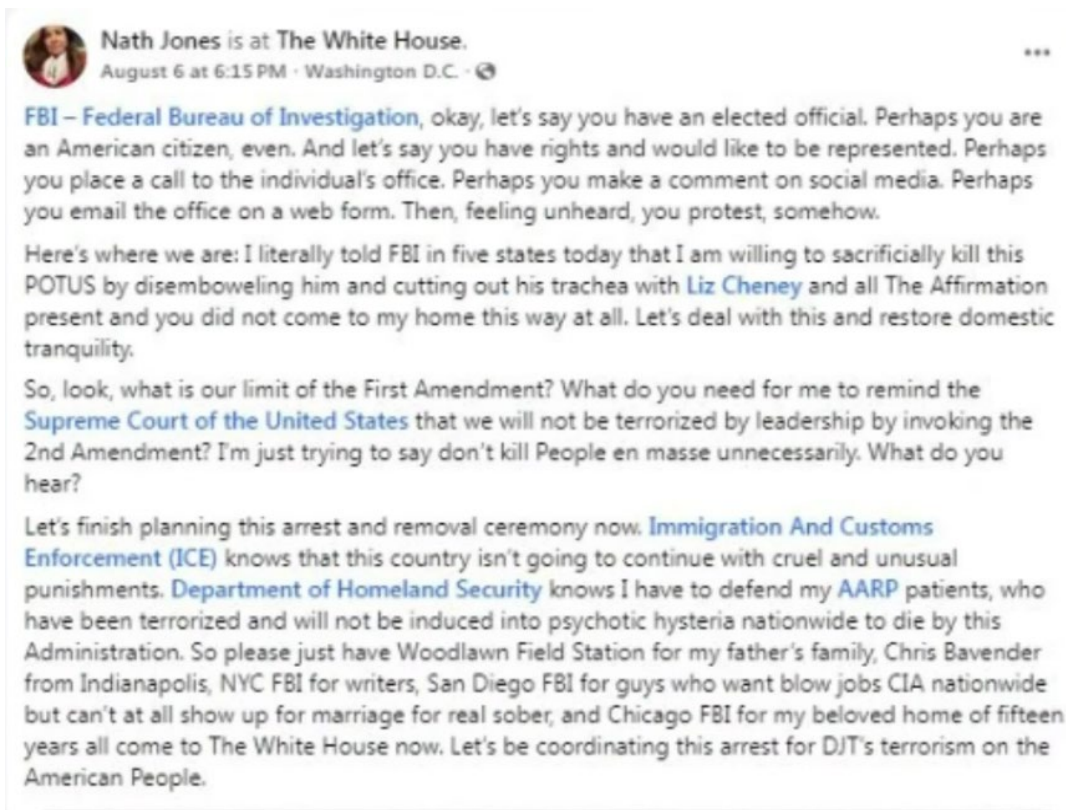 Nath Jones is at The White House.
August 6 at 6:15 PM · Washington D.C. ·
FBI – Federal Bureau of Investigation, okay, let's say you have an elected official. Perhaps you are
an American citizen, even. And let's say you have rights and would like to be represented. Perhaps
you place a call to the individual's office. Perhaps you make a comment on social media. Perhaps
you email the office on a web form. Then, feeling unheard, you protest, somehow.
Here's where we are: I literally told FBI in five states today that I am willing to sacrificially kill this
POTUS by disemboweling him and cutting out his trachea with Liz Cheney and all The Affirmation
present and you did not come to my home this way at all. Let's deal with this and restore domestic
tranquility.
So, look, what is our limit of the First Amendment? What do you need for me to remind the
Supreme Court of the United States that we will not be terrorized by leadership by invoking the
2nd Amendment? I'm just trying to say don't kill People en masse unnecessarily. What do you
hear?
Let's finish planning this arrest and removal ceremony now. Immigration And Customs
Enforcement (ICE) knows that this country isn't going to continue with cruel and unusual
punishments. Department of Homeland Security knows I have to defend my AARP patients, who
have been terrorized and will not be induced into psychotic hysteria nationwide to die by this
Administration. So please just have Woodlawn Field Station for my father's family, Chris Bavender
from Indianapolis, NYC FBI for writers, San Diego FBI for guys who want blow jobs CIA nationwide
but can't at all show up for marriage for real sober, and Chicago FBI for my beloved home of fifteen
years all come to The White House now. Let's be coordinating this arrest for DJT's terrorism on the
American People.